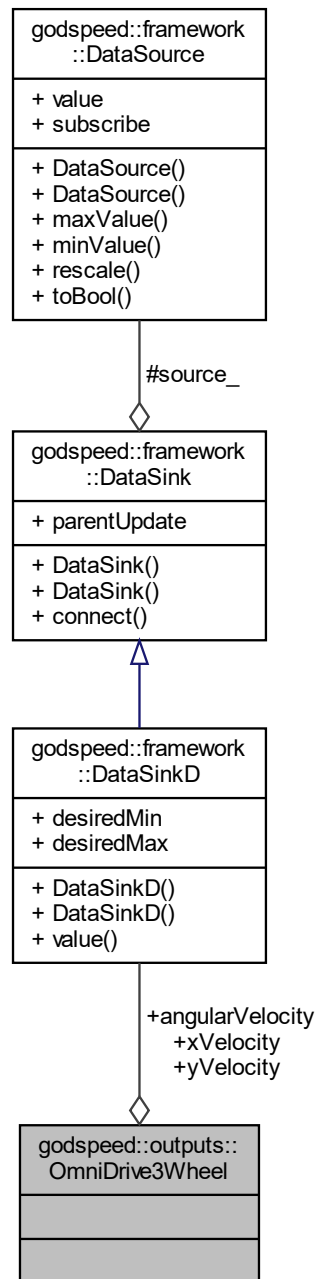 godspeed::framework
::DataSource
+ value
+ subscribe
+ DataSource()
+ DataSource()
+ maxValue()
+ minValue()
+ rescale()
+ toBool()
#source_
godspeed::framework
::DataSink
+ parentUpdate
+ DataSink()
+ DataSink()
+ connect()
godspeed::framework
::DataSinkD
+ desiredMin
+ desiredMax
+ DataSinkD()
+ DataSinkD()
+ value()
+angularVelocity
+xVelocity
+yVelocity
godspeed::outputs::
OmniDrive3Wheel